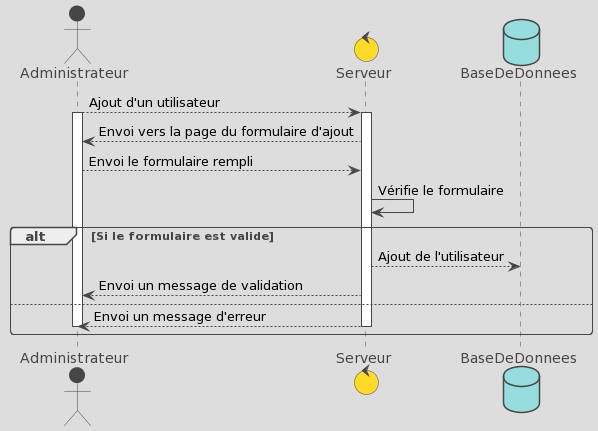 Administrateur
Serveur
BaseDeDonnees
Ajout d'un utilisateur
Envoi vers la page du formulaire d'ajout
Envoi le formulaire rempli
Vérifie le formulaire
alt [Si le formulaire est valide]
Ajout de l'utilisateur
Envoi un message de validation
Envoi un message d'erreur
Administrateur
Serveur
BaseDeDonnees